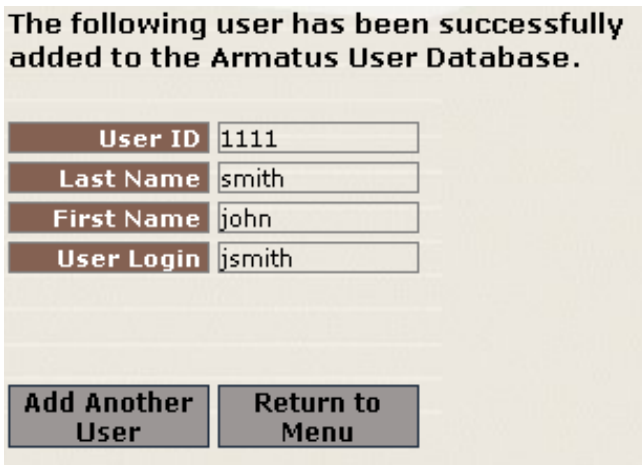 The following user has been successfully
added to the Armatus User Database.
User ID 1111
Last Name smith
First Name john
User Login jsmith
Add Another
User
Return to
Menu